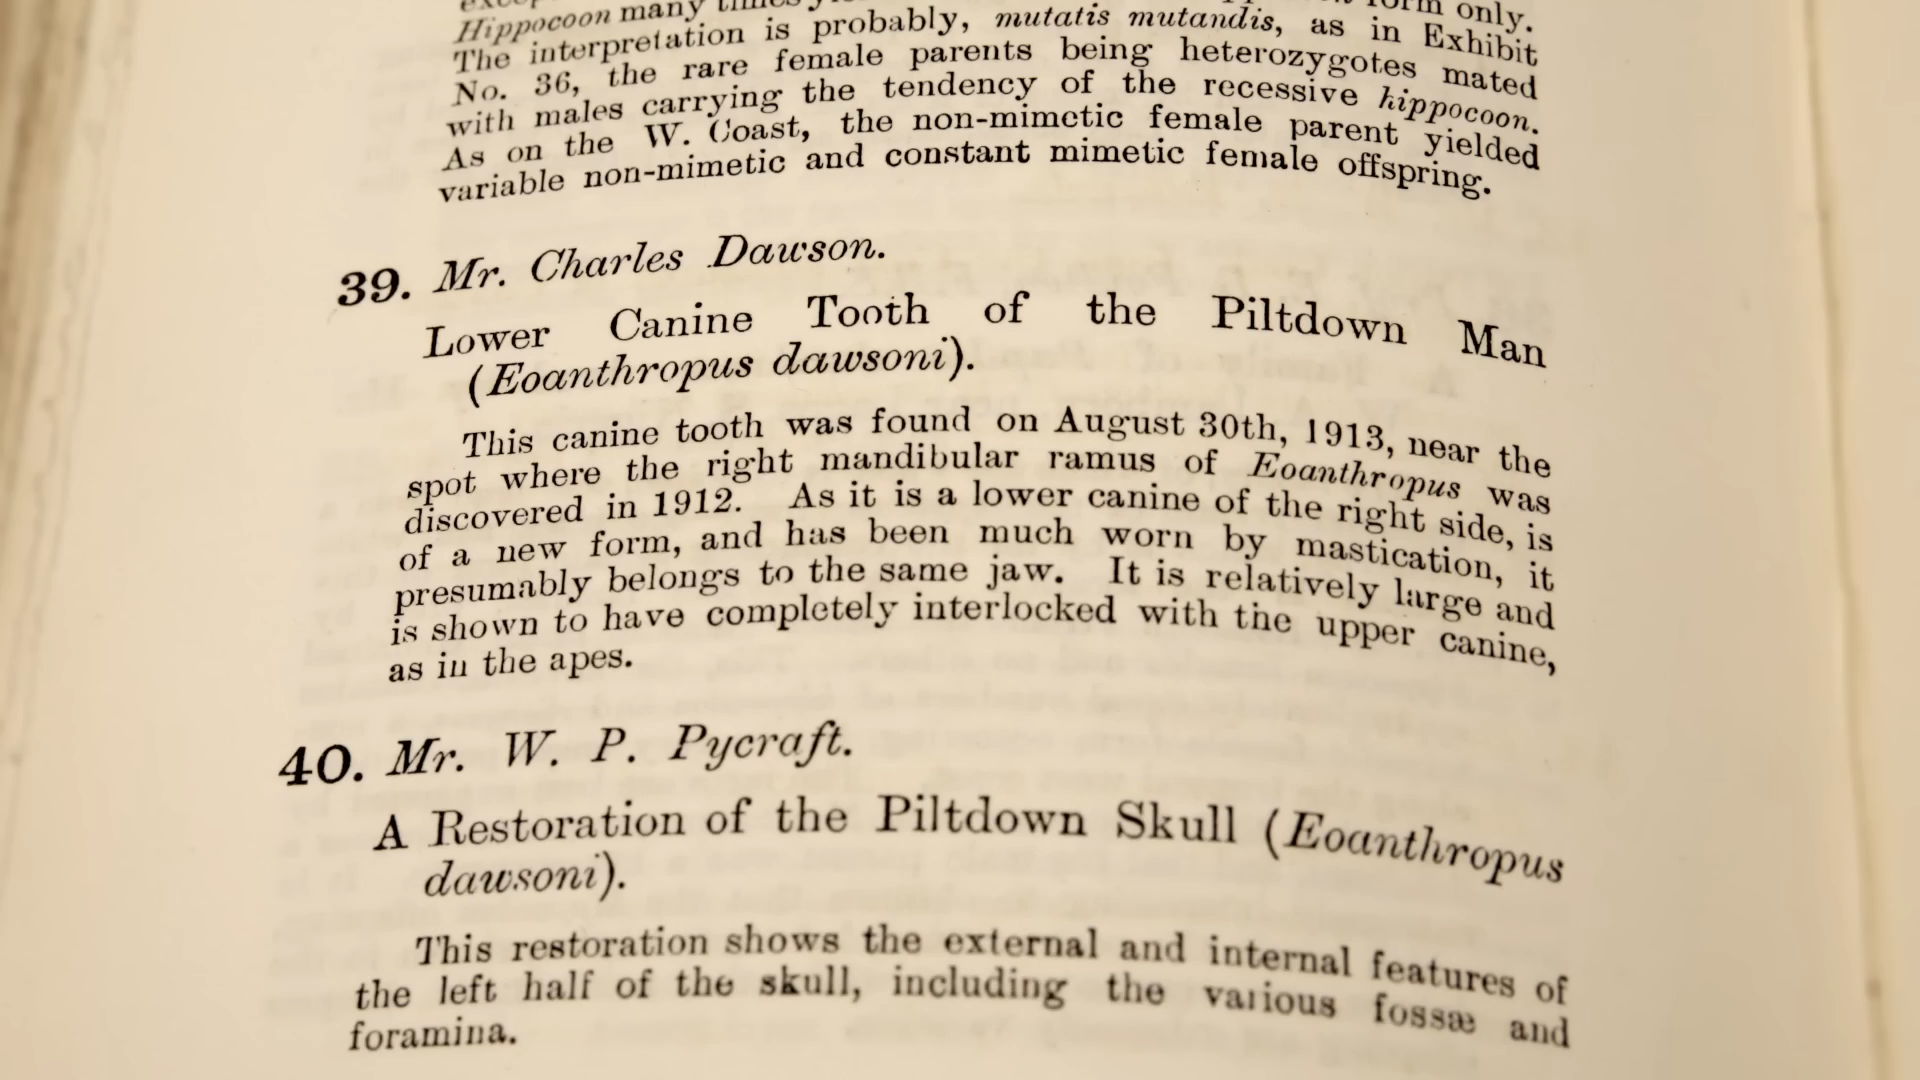 Hippocoon many times form only.
The interpretation is probably, mutatis mutandis, as in Exhibit
No. 36, the rare female parents being heterozygotes mated
with males carrying the tendency of the recessive hippocoon.
As on the W. Coast, the non-mimetic female parent yielded
variable non-mimetic and constant mimetic female offspring.
39. Mr. Charles Dawson.
Lower Canine Tooth of the Piltdown Man
(Eoanthropus dawsoni).
This canine tooth was found on August 30th, 1913, near the
spot where the right mandibular ramus of Eoanthropus was
discovered in 1912. As it is a lower canine of the right side, is
of a new form, and has been much worn by mastication, it
presumably belongs to the same jaw. It is relatively large and
is shown to have completely interlocked with the upper canine,
as in the apes.
40. Mr. W. P. Pycraft.
A Restoration of the Piltdown Skull (Eoanthropus
dawsoni).
This restoration shows the external and internal features of
the left half of the skull, including the various fossæ and
foramina.